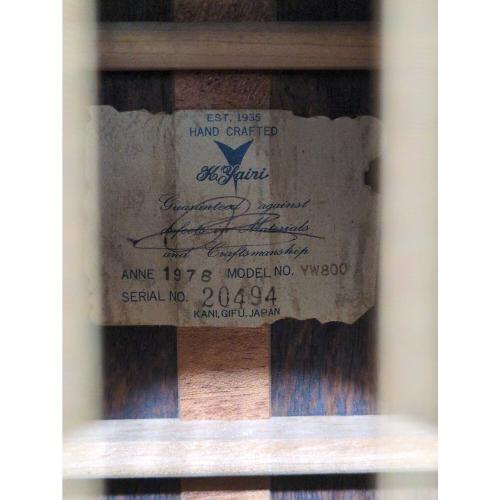 EST. 1935
HAND CRAFTED
K.Yairi
Guaranteed against
defects in Materials
and Craftsmanship
ANNE 1978 MODEL NO. YW800
SERIAL NO. 20494
KANI,GIFU,JAPAN